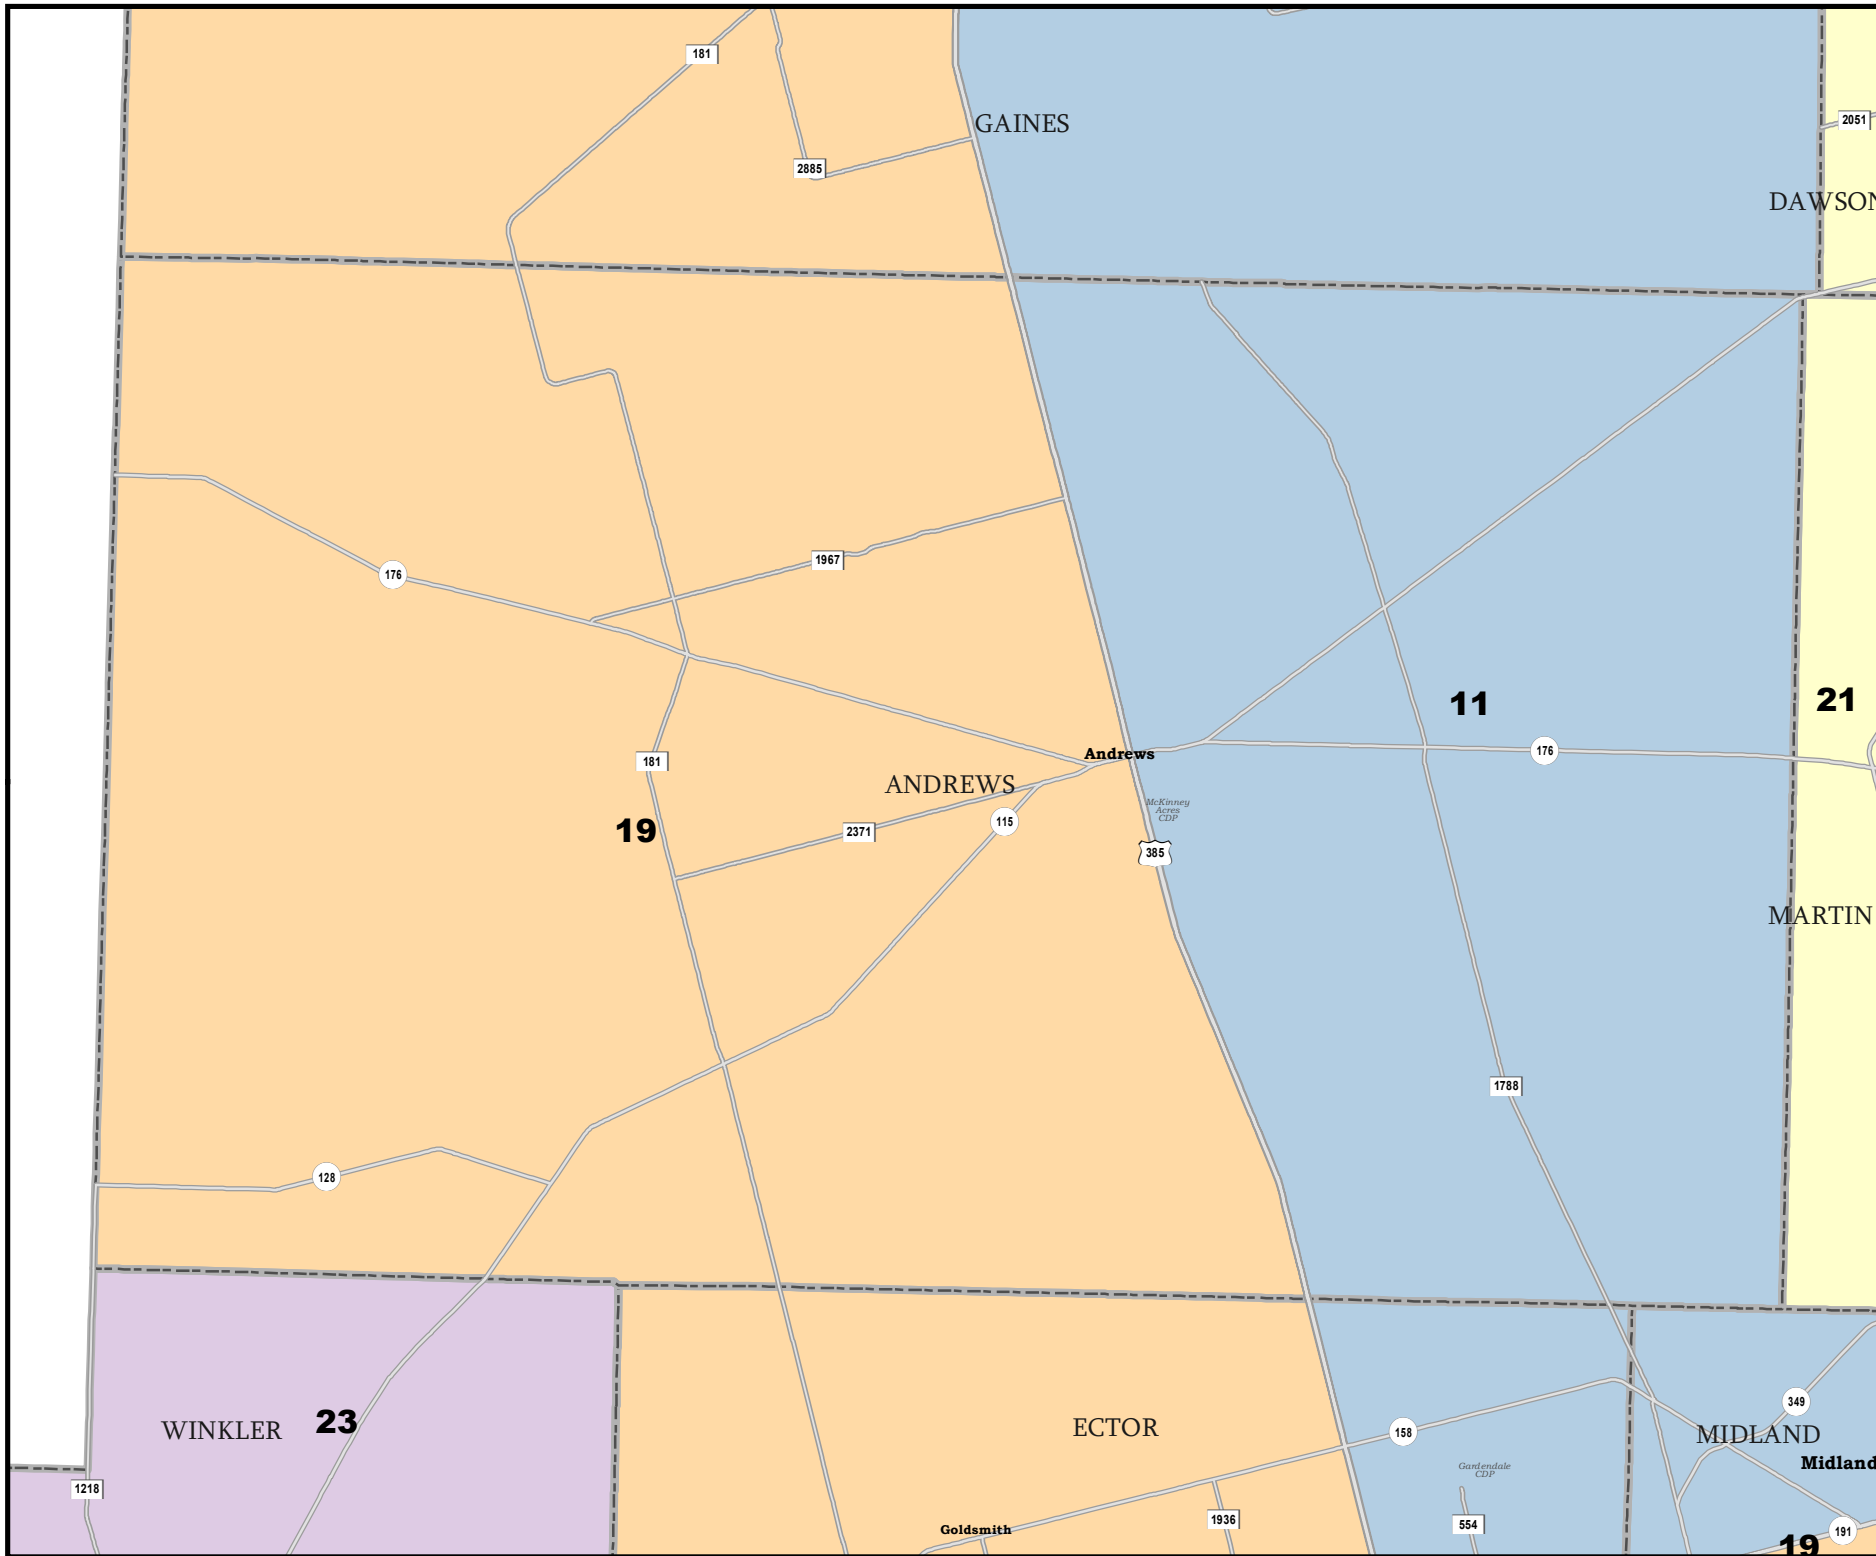 181
GAINES
2051
2885
DAWSON
1967
176
11
21
176
Andrews
181
ANDREWS
McKinney
Acres
CDP
115
19
2371
385
MARTIN
1788
128
349
23
WINKLER
ECTOR
158
MIDLAND
Midland
Gardendale
CDP
1218
1936
554
Goldsmith
191
19